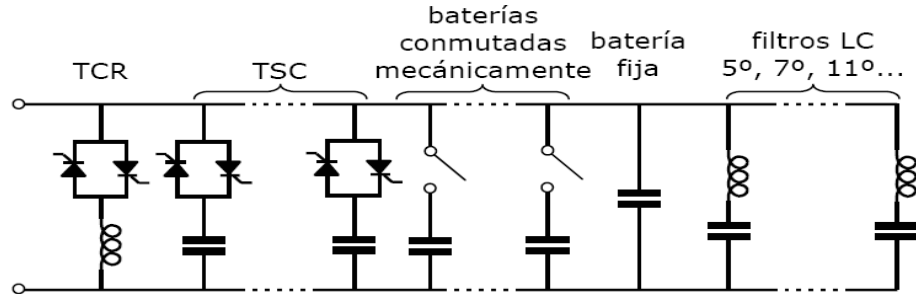 TCR
TSC
baterías
conmutadas
mecánicamente
batería
fija
filtros LC
5º, 7º, 11º...